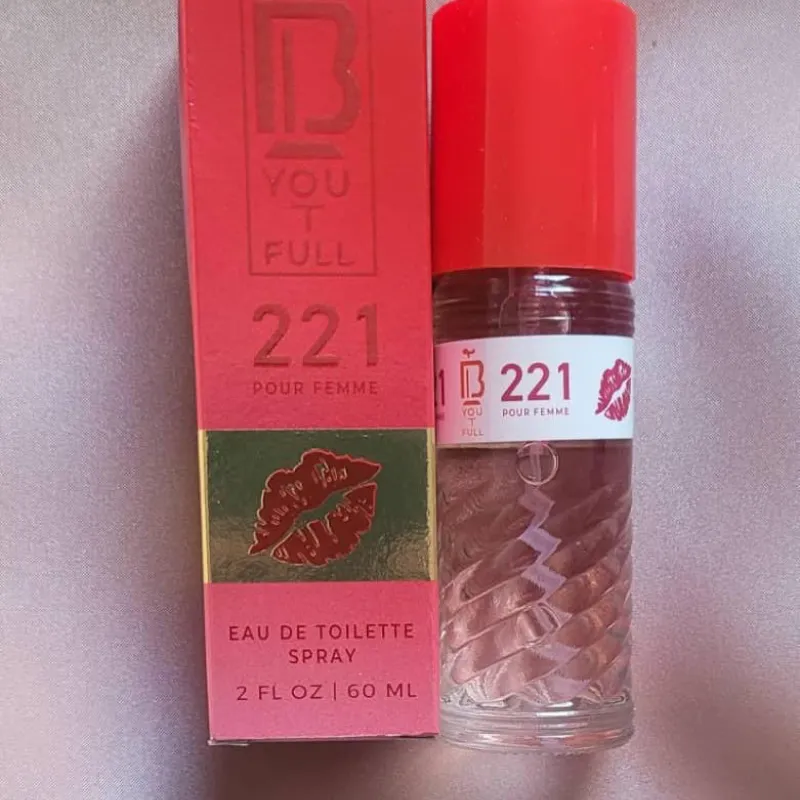 B
YOU
T
FULL
221
POUR FEMME
EAU DE TOILETTE
SPRAY
2 FL OZ | 60 ML
21
B
YOU
T
FULL
221
POUR FEMME